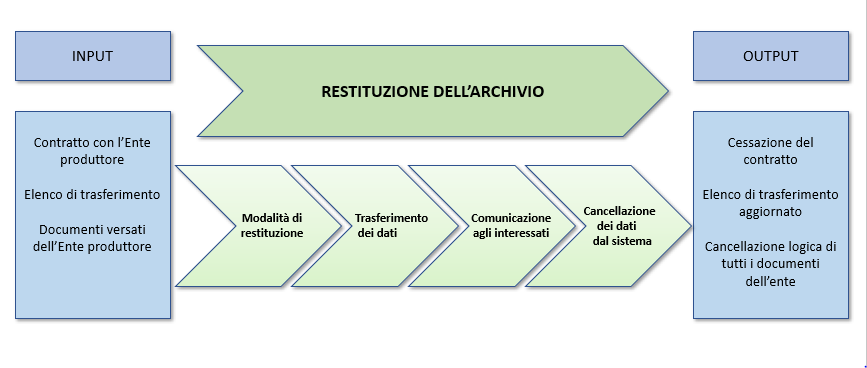 INPUT
RESTITUZIONE DELL'ARCHIVIO
OUTPUT
Contratto con l'Ente
produttore
Elenco di trasferimento
Documenti versati
dell'Ente produttore
Modalità di
restituzione
Trasferimento
dei dati
Comunicazione
agli interessati
Cancellazione
dei dati
dal sistema
Cessazione del
contratto
Elenco di trasferimento
aggiornato
Cancellazione logica di
tutti i documenti
dell'ente